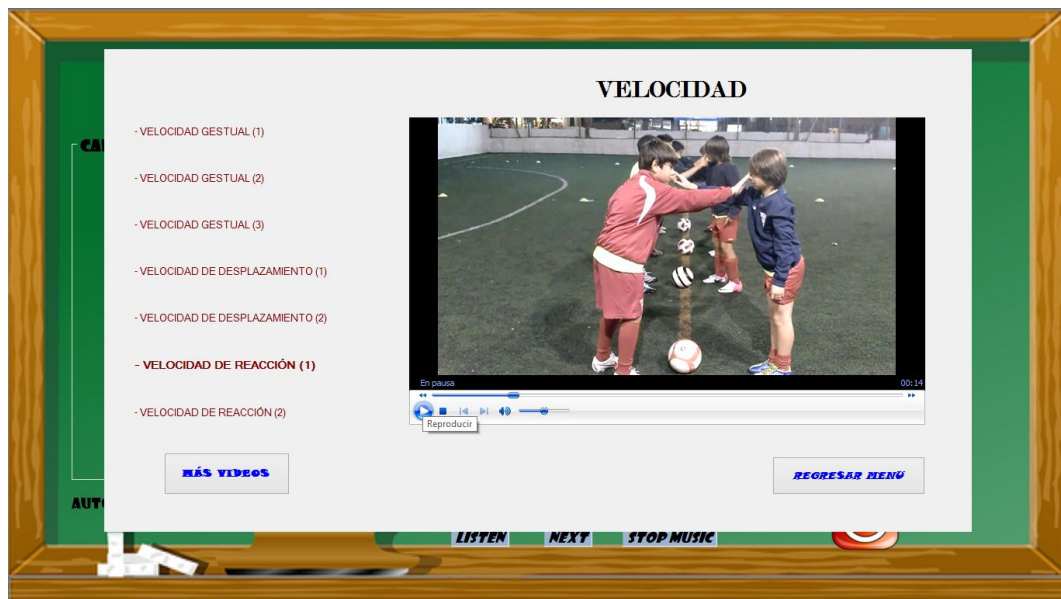 VELOCIDAD
- VELOCIDAD GESTUAL (1)
- VELOCIDAD GESTUAL (2)
- VELOCIDAD GESTUAL (3)
- VELOCIDAD DE DESPLAZAMIENTO (1)
- VELOCIDAD DE DESPLAZAMIENTO (2)
- VELOCIDAD DE REACCIÓN (1)
- VELOCIDAD DE REACCIÓN (2)
En pausa
00:14
Reproducir
MÁS VIDEOS
REGRESAR MENÚ
CA
AUTO
LISTEN
NEXT
STOP MUSIC